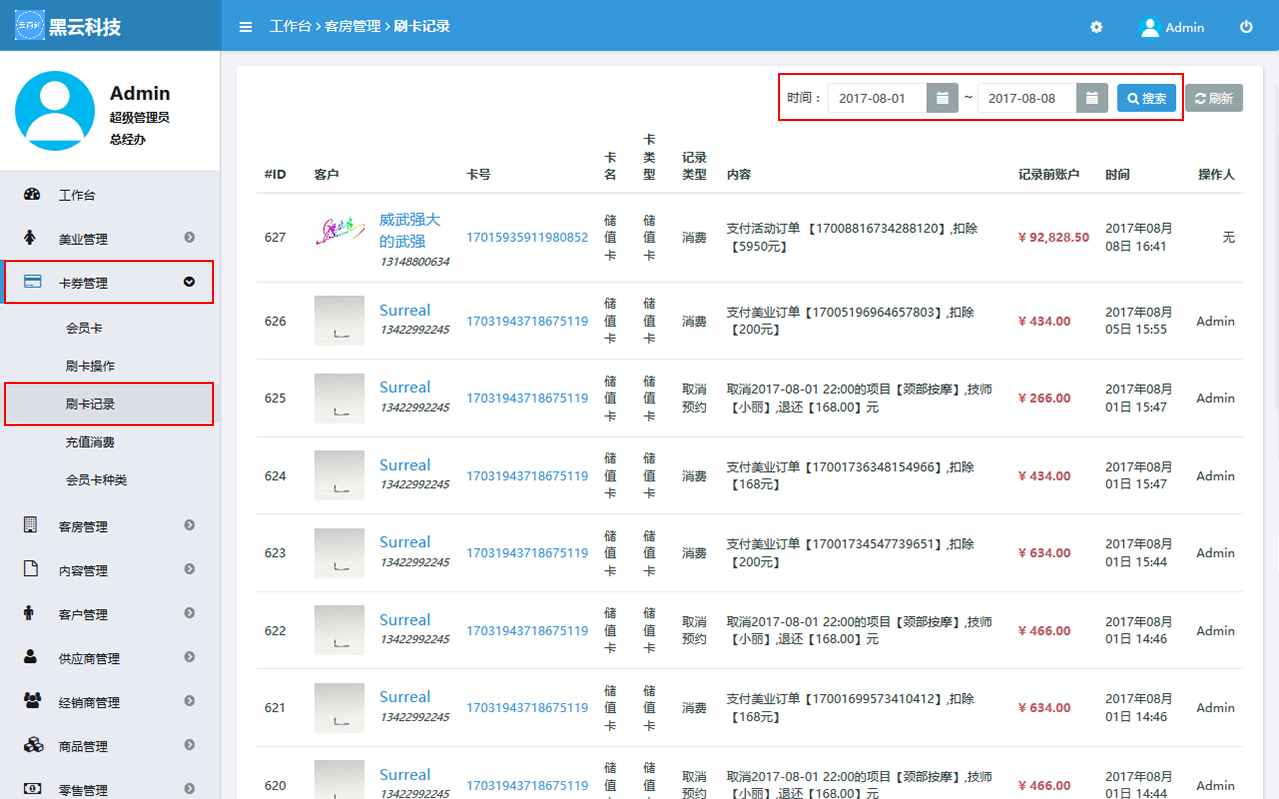 黑云科技
工作台 > 客房管理 > 刷卡记录
Admin
Admin
超级管理员
总经办
工作台
美业管理
卡券管理
会员卡
刷卡操作
刷卡记录
充值消费
会员卡种类
客房管理
内容管理
客户管理
供应商管理
经销商管理
商品管理
零售管理
时间： 2017-08-01 ~ 2017-08-08 搜索 刷新
#ID 客户 卡号 卡名 卡类型 记录类型 内容 记录前账户 时间 操作人
627 威武强大的武强 13148800634 17015935911980852 储值卡 储值卡 消费 支付活动订单 【17008816734288120】,扣除【5950元】 ¥ 92,828.50 2017年08月08日 16:41 无
626 Surreal 13422992245 17031943718675119 储值卡 储值卡 消费 支付美业订单【17005196964657803】,扣除【200元】 ¥ 434.00 2017年08月05日 15:55 Admin
625 Surreal 13422992245 17031943718675119 储值卡 储值卡 取消预约 取消2017-08-01 22:00的项目【颈部按摩】,技师【小丽】,退还【168.00】元 ¥ 266.00 2017年08月01日 15:47 Admin
624 Surreal 13422992245 17031943718675119 储值卡 储值卡 消费 支付美业订单【17001736348154966】,扣除【168元】 ¥ 434.00 2017年08月01日 15:47 Admin
623 Surreal 13422992245 17031943718675119 储值卡 储值卡 消费 支付美业订单【17001734547739651】,扣除【200元】 ¥ 634.00 2017年08月01日 15:44 Admin
622 Surreal 13422992245 17031943718675119 储值卡 储值卡 取消预约 取消2017-08-01 22:00的项目【颈部按摩】,技师【小丽】,退还【168.00】元 ¥ 466.00 2017年08月01日 14:46 Admin
621 Surreal 13422992245 17031943718675119 储值卡 储值卡 消费 支付美业订单【17001699573410412】,扣除【168元】 ¥ 634.00 2017年08月01日 14:46 Admin
620 Surreal 13422992245 17031943718675119 储值 储值 取消预约 取消2017-08-01 22:00的项目【颈部按摩】,技师【小丽】,退还【168.00】元 ¥ 466.00 2017年08月01日 14:44 Admin